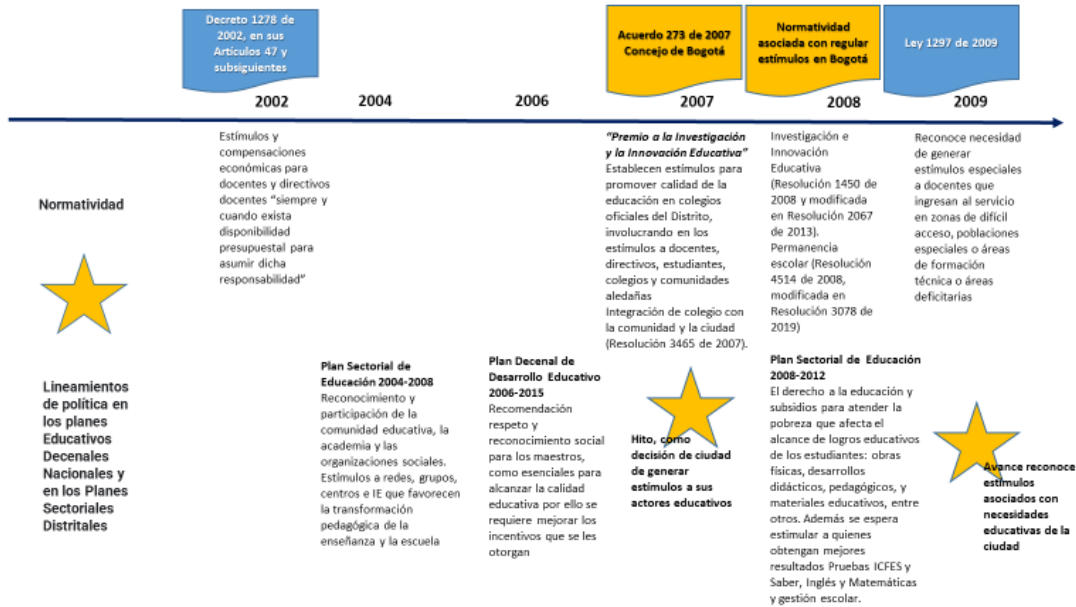 Decreto 1278 de
2002, en sus
Artículos 47 y
subsiguientes
Acuerdo 273 de 2007
Concejo de Bogotá
Normatividad
asociada con regular
estímulos en Bogotá
Ley 1297 de 2009
2002
2004
2006
2007
2008
2009
Normatividad
Estímulos y
compensaciones
económicas para
docentes y directivos
docentes “siempre y
cuando exista
disponibilidad
presupuestal para
asumir dicha
responsabilidad”
“Premio a la Investigación
y la Innovación Educativa”
Establecen estímulos para
promover calidad de la
educación en colegios
oficiales del Distrito,
involucrando en los
estímulos a docentes,
directivos, estudiantes,
colegios y comunidades
aledañas
Integración de colegio con
la comunidad y la ciudad
(Resolución 3465 de 2007).
Investigación e
Innovación
Educativa
(Resolución 1450 de
2008 y modificada
en Resolución 2067
de 2013).
Permanencia
escolar (Resolución
4514 de 2008,
modificada en
Resolución 3078 de
2019)
Reconoce necesidad
de generar
estímulos especiales
a docentes que
ingresan al servicio
en zonas de difícil
acceso, poblaciones
especiales o áreas
de formación
técnica o áreas
deficitarias
Lineamientos
de política en
los planes
Educativos
Decenales
Nacionales y
en los Planes
Sectoriales
Distritales
Plan Sectorial de
Educación 2004-2008
Reconocimiento y
participación de la
comunidad educativa, la
academia y las
organizaciones sociales.
Estímulos a redes, grupos,
centros e IE que favorecen
la transformación
pedagógica de la
enseñanza y la escuela
Plan Decenal de
Desarrollo Educativo
2006-2015
Recomendación
respeto y
reconocimiento social
para los maestros,
como esenciales para
alcanzar la calidad
educativa por ello se
requiere mejorar los
incentivos que se les
otorgan
Hito, como
decisión de ciudad
de generar
estímulos a sus
actores educativos
Plan Sectorial de Educación
2008-2012
El derecho a la educación y
subsidios para atender la
pobreza que afecta el
alcance de logros educativos
de los estudiantes: obras
físicas, desarrollos
didácticos, pedagógicos, y
materiales educativos, entre
otros. Además se espera
estimular a quienes
obtengan mejores
resultados Pruebas ICFES y
Saber, Inglés y Matemáticas
y gestión escolar.
Avance reconoce
estímulos
asociados con
necesidades
educativas de la
ciudad